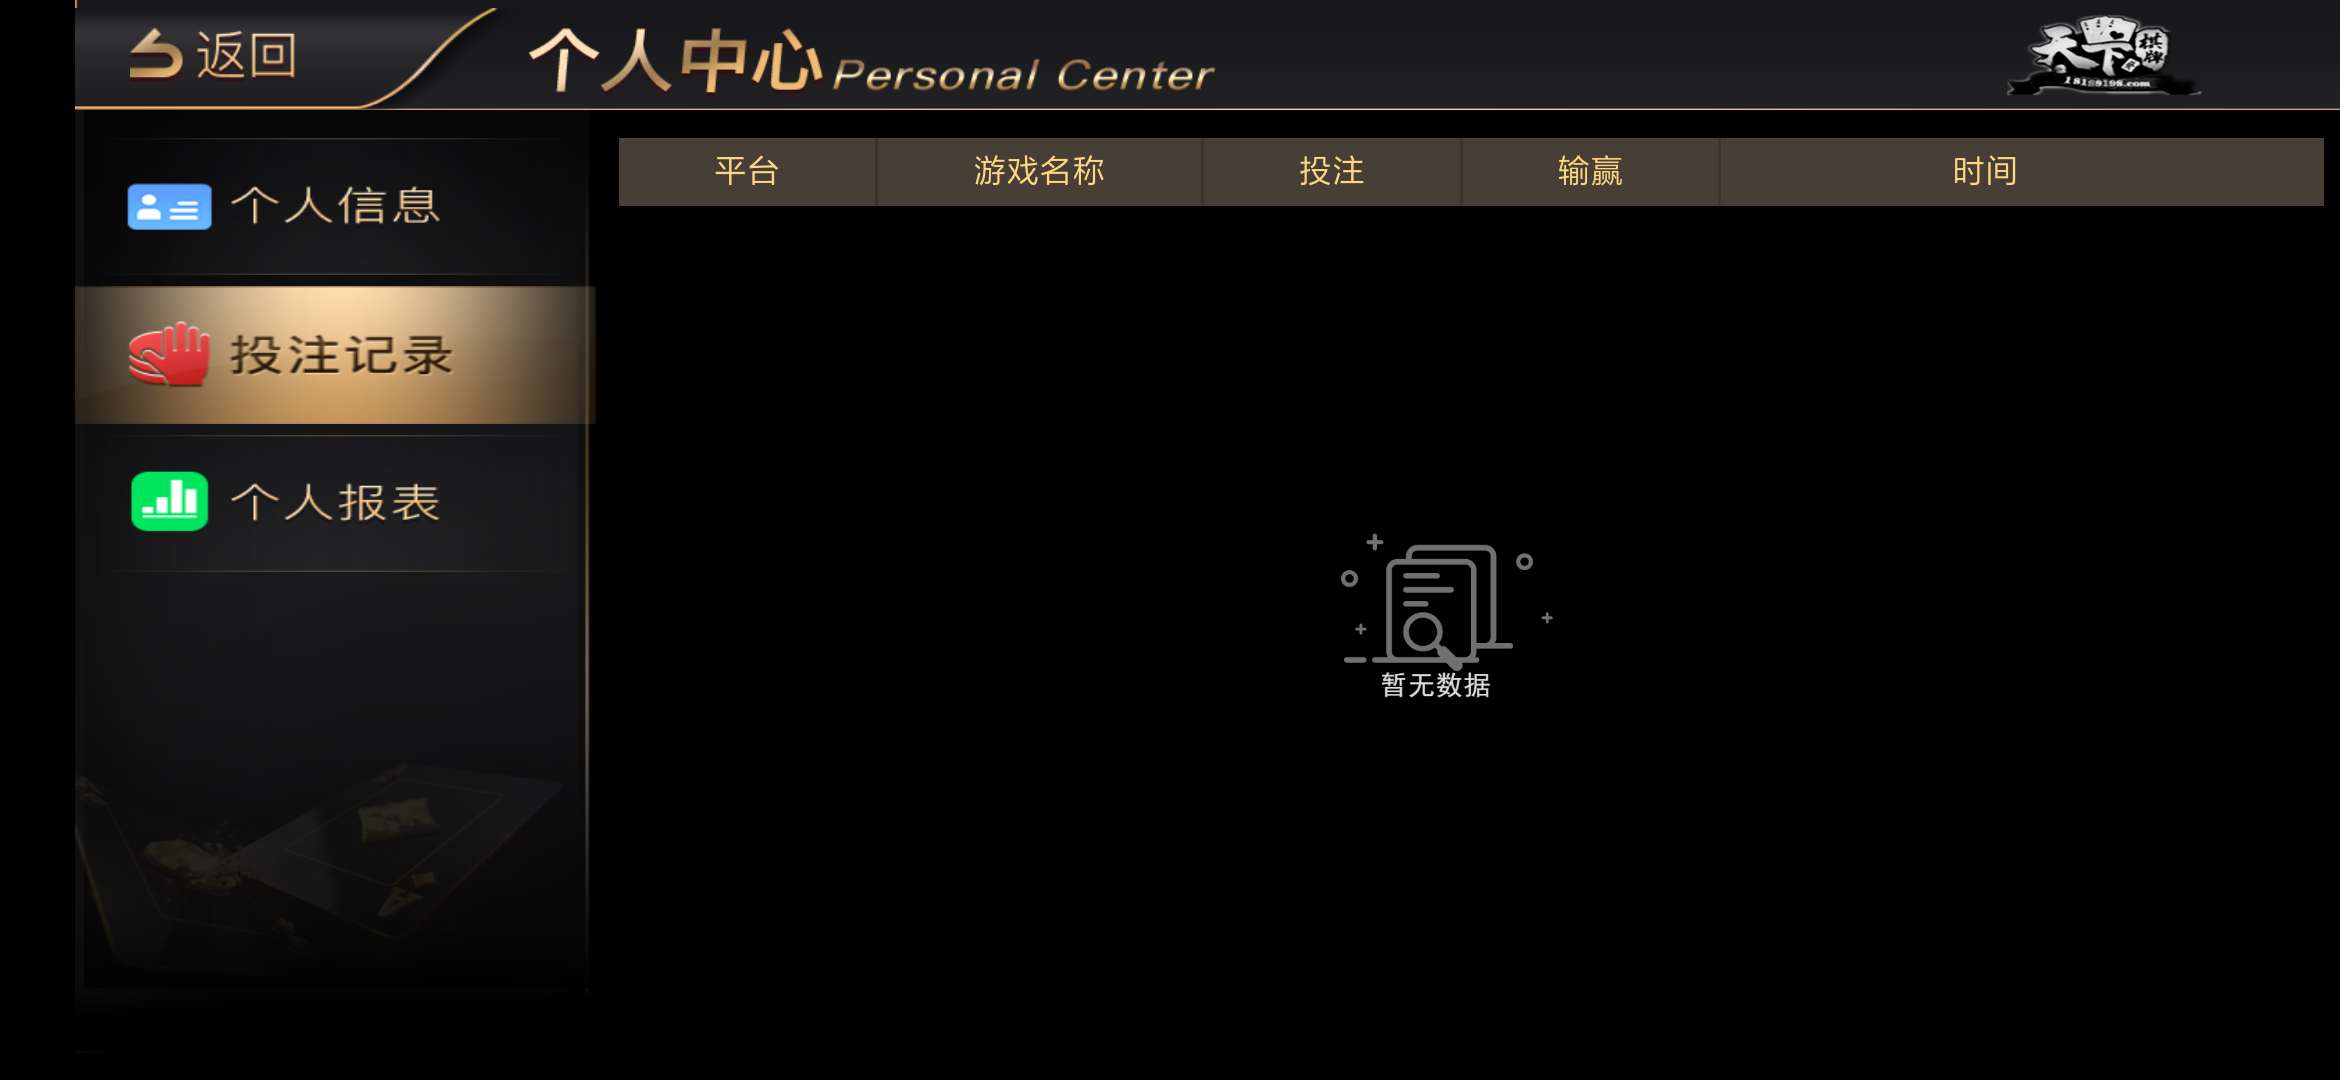 返回
个人中心 Personal Center
天下棋牌
18189198.com
个人信息
投注记录
个人报表
平台 游戏名称 投注 输赢 时间
暂无数据